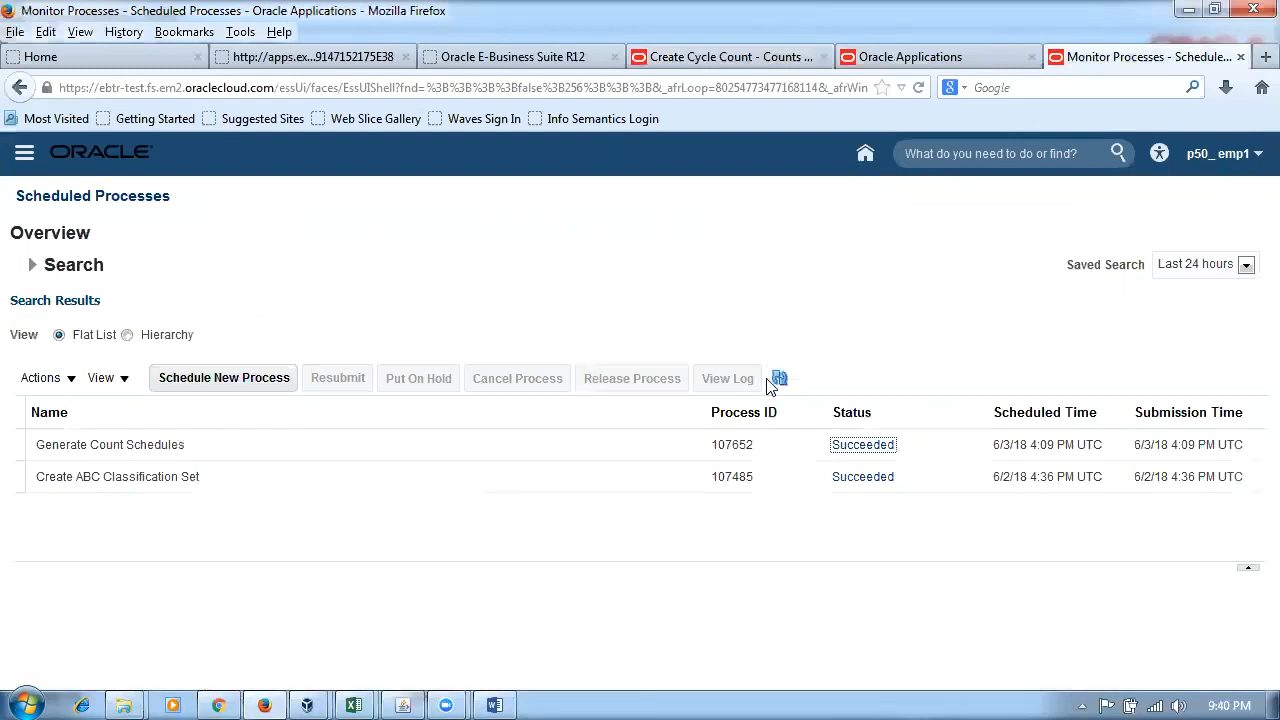 Monitor Processes - Scheduled Processes - Oracle Applications - Mozilla Firefox
File Edit View History Bookmarks Tools Help
Home
http://apps.ex...9147152175E38
Oracle E-Business Suite R12
Create Cycle Count - Counts ...
Oracle Applications
Monitor Processes - Schedule...
https://ebtr-test.fs.em2.oraclecloud.com/essUi/faces/EssUIShell?fnd=%3B%3B%3B%3Bfalse%3B256%3B%3B%3B&_afrLoop=8025477347716811​4&_afrWin
Google
Most Visited Getting Started Suggested Sites Web Slice Gallery Waves Sign In Info Semantics Information
ORACLE
What do you need to do or find?
p50_ emp1
Scheduled Processes
Overview
Search
Saved Search Last 24 hours
Search Results
View Flat List Hierarchy
Actions View Schedule New Process Resubmit Put On Hold Cancel Process Release Process View Log
Name Process ID Status Scheduled Time Submission Time
Generate Count Schedules 107652 Succeeded 6/3/18 4:09 PM UTC 6/3/18 4:09 PM UTC
Create ABC Classification Set 107485 Succeeded 6/2/18 4:36 PM UTC 6/2/18 4:36 PM UTC
9:40 PM